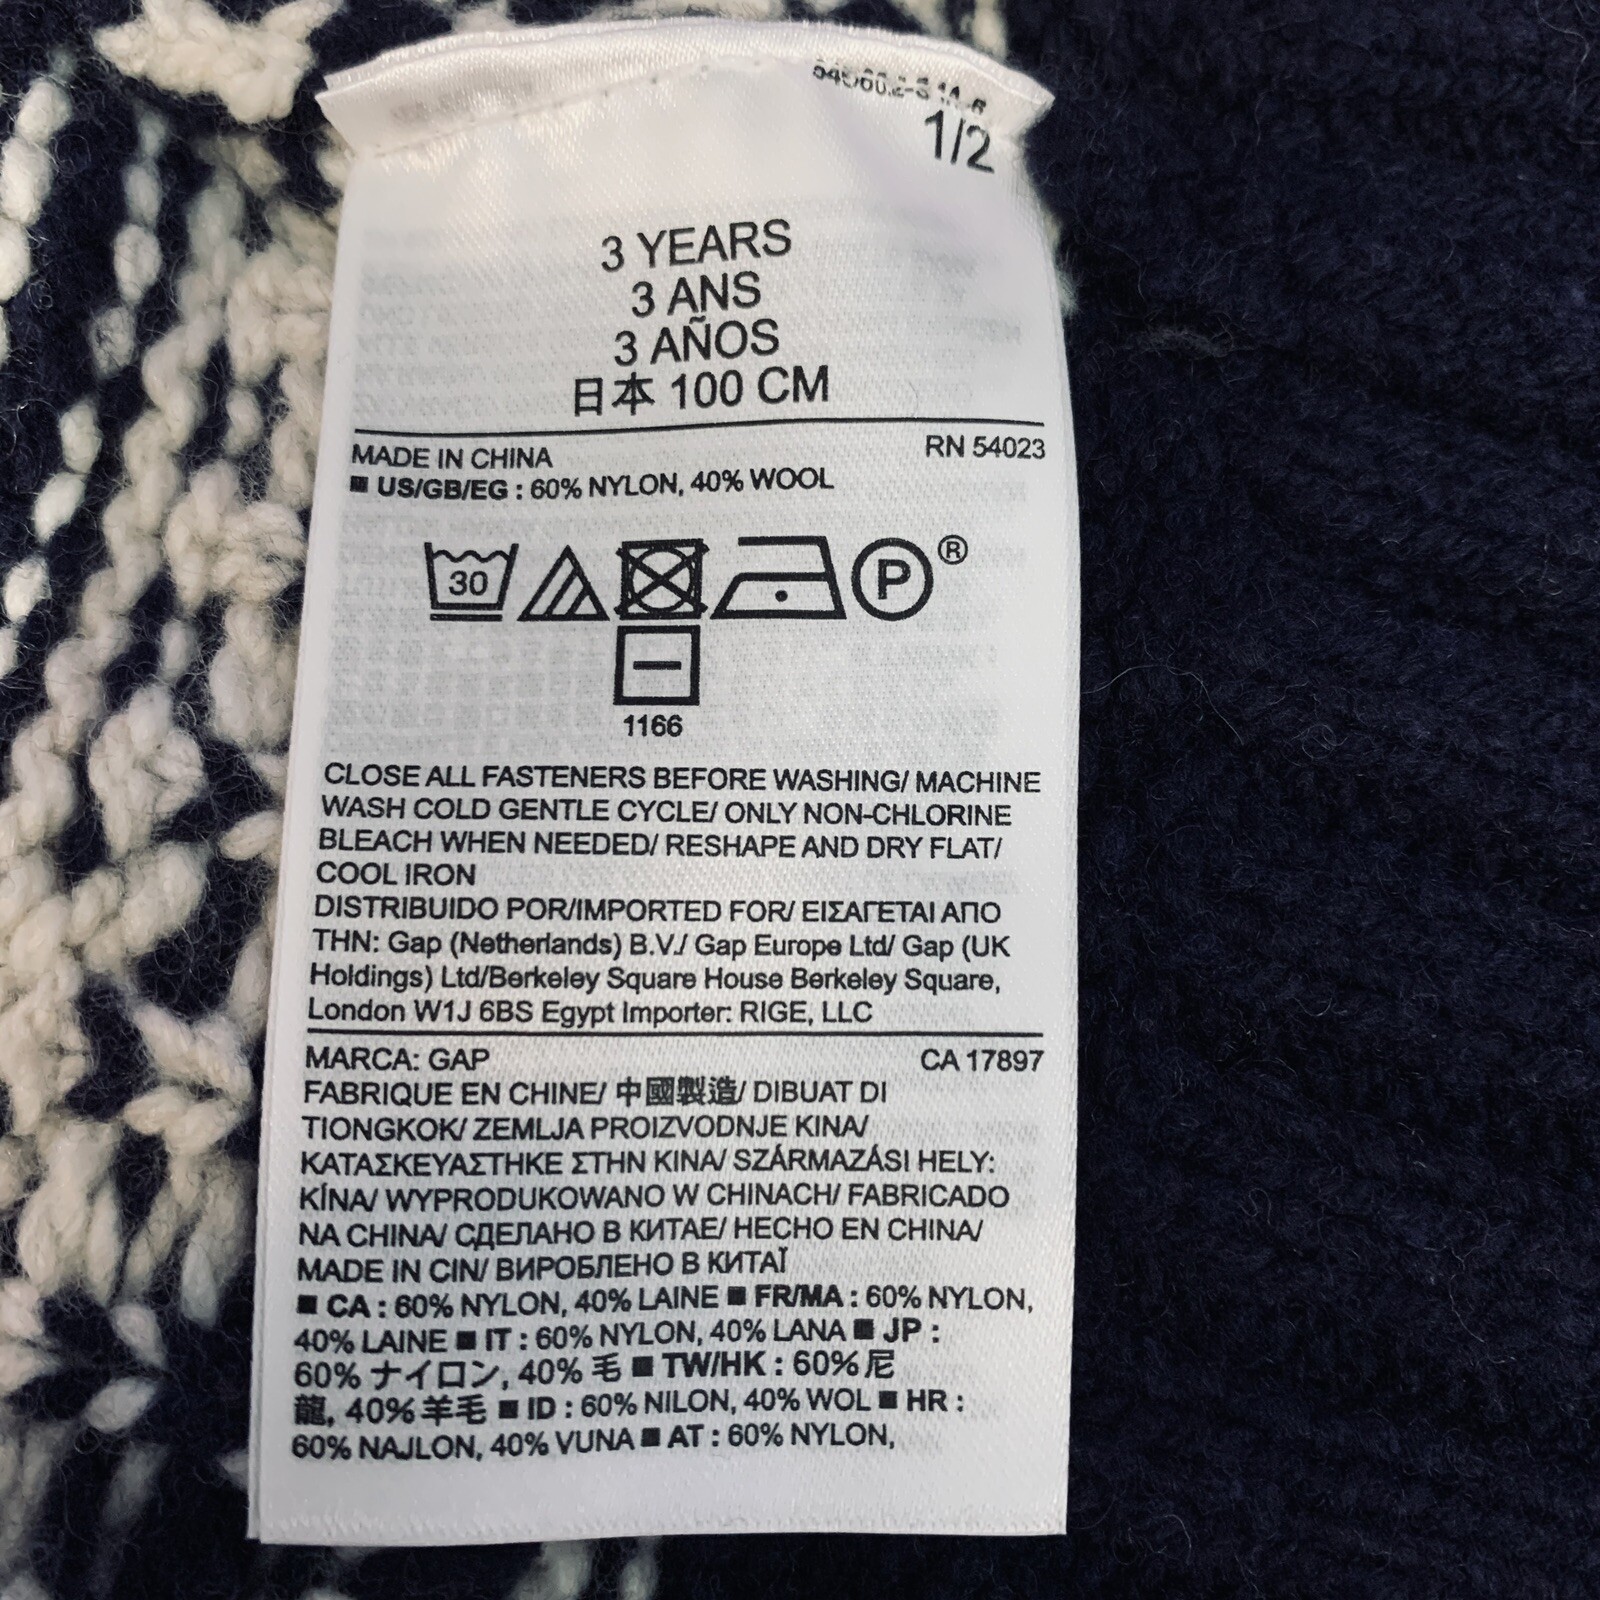 1/2
3 YEARS
3 ANS
3 AÑOS
日本 100 CM
MADE IN CHINA RN 54023
■ US/GB/EG : 60% NYLON, 40% WOOL
30 P ®
1166
CLOSE ALL FASTENERS BEFORE WASHING/ MACHINE
WASH COLD GENTLE CYCLE/ ONLY NON-CHLORINE
BLEACH WHEN NEEDED/ RESHAPE AND DRY FLAT/
COOL IRON
DISTRIBUIDO POR/IMPORTED FOR/ ΕΙΣΑΓΕΤΑΙ ΑΠΟ
ΤΗΝ: Gap (Netherlands) B.V./ Gap Europe Ltd/ Gap (UK
Holdings) Ltd/Berkeley Square House Berkeley Square,
London W1J 6BS Egypt Importer: RIGE, LLC
MARCA: GAP CA 17897
FABRIQUE EN CHINE/ 中國製造/ DIBUAT DI
TIONGKOK/ ZEMLJA PROIZVODNJE KINA/
ΚΑΤΑΣΚΕΥΑΣΤΗΚΕ ΣΤΗΝ ΚΙΝΑ/ SZÁRMAZÁSI HELY:
KÍNA/ WYPRODUKOWANO W CHINACH/ FABRICADO
NA CHINA/ СДЕЛАНО В КИТАЕ/ HECHO EN CHINA/
MADE IN CIN/ ВИРОБЛЕНО В КИТАЇ
■ CA : 60% NYLON, 40% LAINE ■ FR/MA : 60% NYLON,
40% LAINE ■ IT : 60% NYLON, 40% LANA ■ JP :
60% ナイロン, 40% 毛 ■ TW/HK : 60% 尼
龍, 40% 羊毛 ■ ID : 60% NILON, 40% WOL ■ HR :
60% NAJLON, 40% VUNA ■ AT : 60% NYLON,